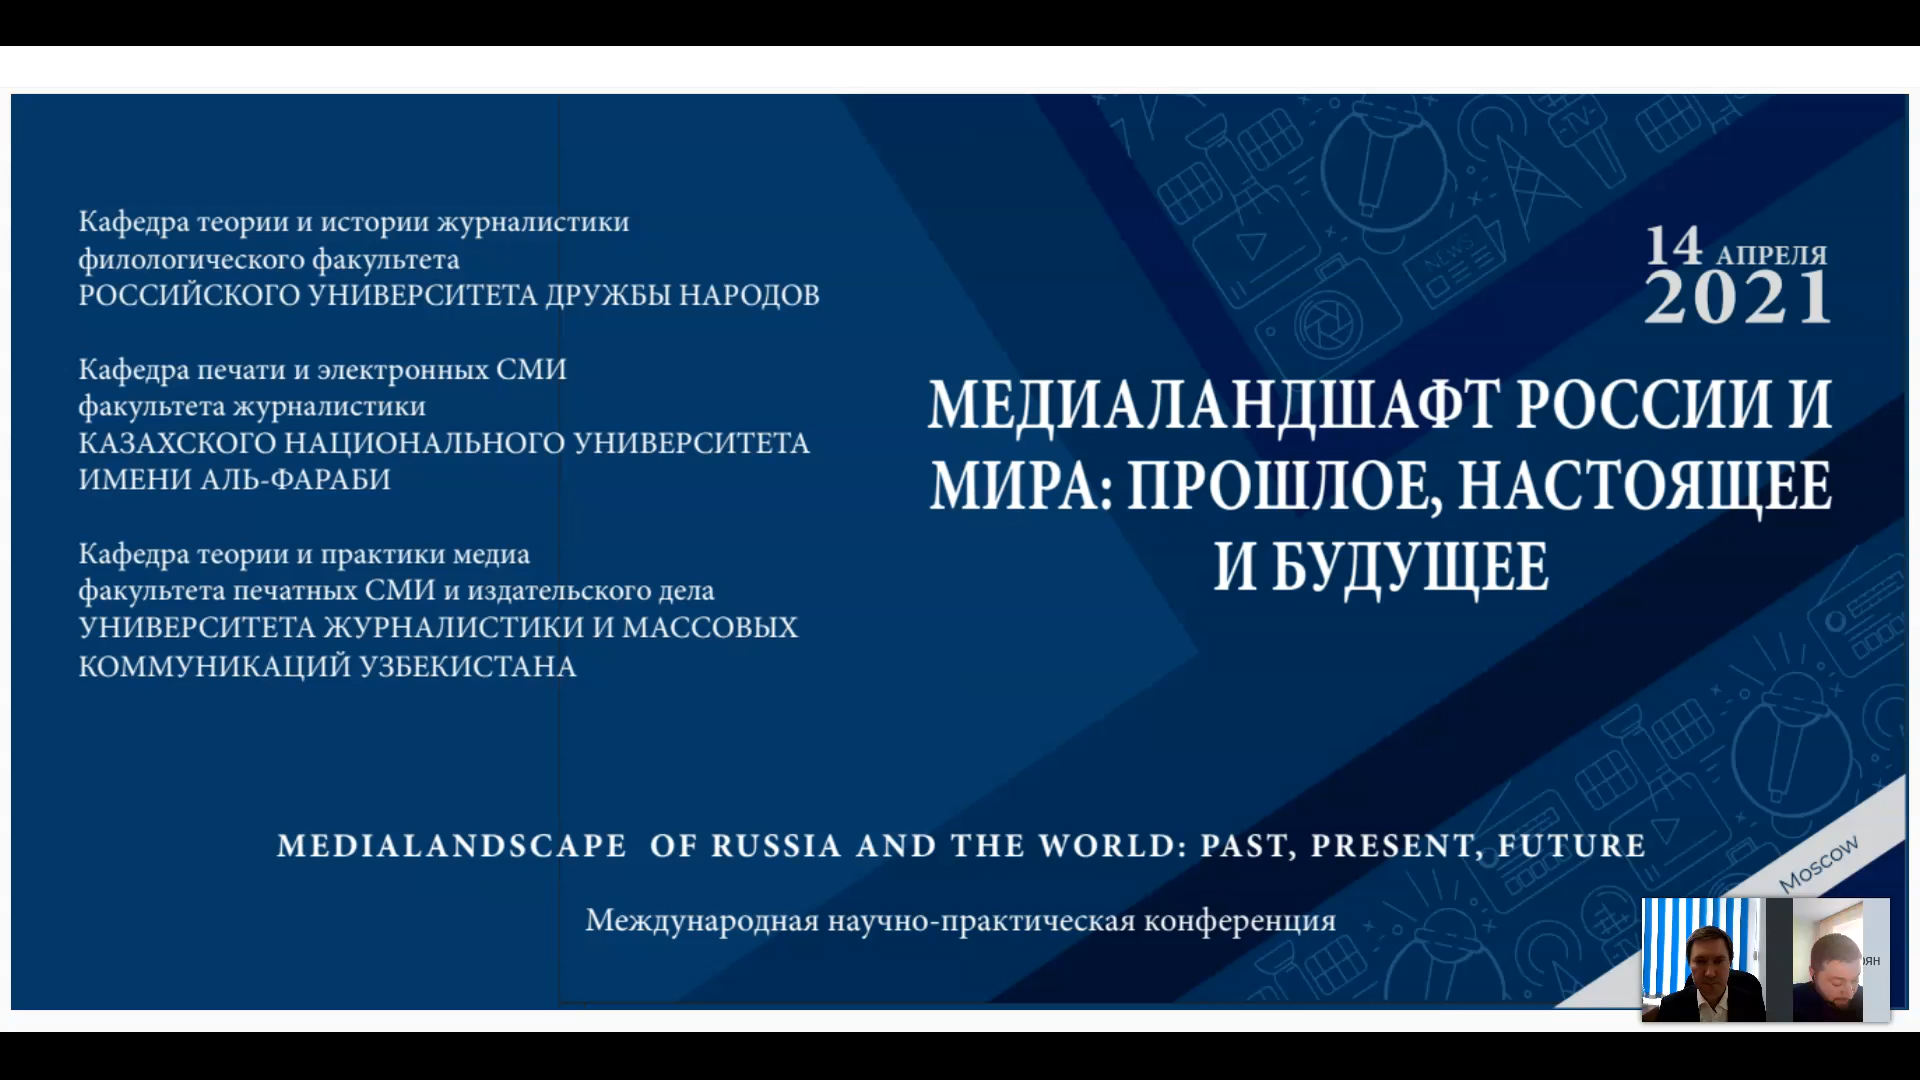 Кафедра теории и истории журналистики
филологического факультета
РОССИЙСКОГО УНИВЕРСИТЕТА ДРУЖБЫ НАРОДОВ
Кафедра печати и электронных СМИ
факультета журналистики
КАЗАХСКОГО НАЦИОНАЛЬНОГО УНИВЕРСИТЕТА
ИМЕНИ АЛЬ-ФАРАБИ
Кафедра теории и практики медиа
факультета печатных СМИ и издательского дела
УНИВЕРСИТЕТА ЖУРНАЛИСТИКИ И МАССОВЫХ
КОММУНИКАЦИЙ УЗБЕКИСТАНА
-TV-
NEWS
14 АПРЕЛЯ
2021
МЕДИАЛАНДШАФТ РОССИИ И
МИРА: ПРОШЛОЕ, НАСТОЯЩЕЕ
И БУДУЩЕЕ
MEDIALANDSCAPE OF RUSSIA AND THE WORLD: PAST, PRESENT, FUTURE
Международная научно-практическая конференция
Moscow